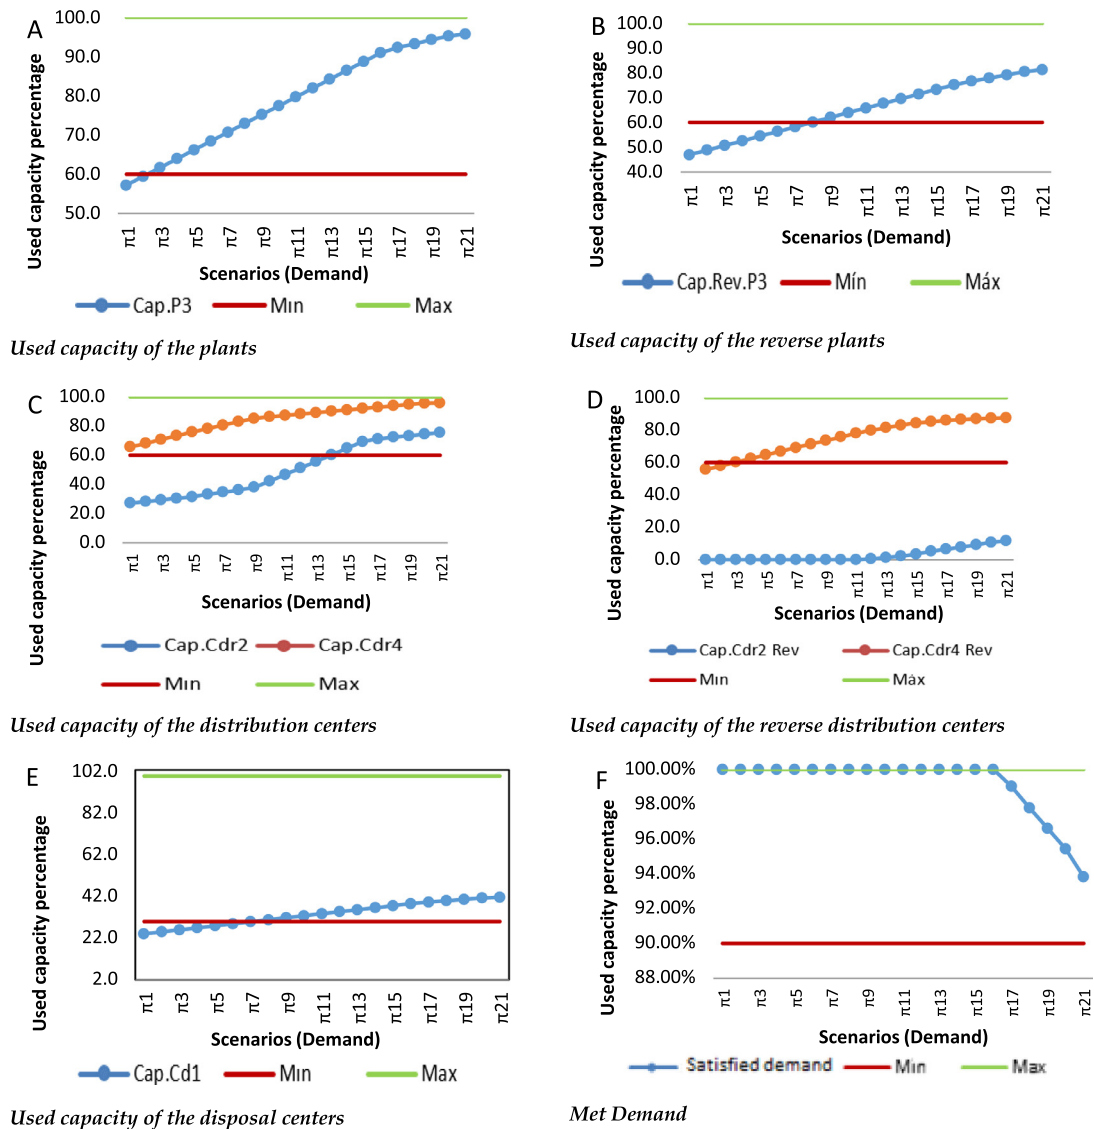 A
100.0
90.0
80.0
70.0
60.0
50.0
Used capacity percentage
π1 π3 π5 π7 π9 π11 π13 π15 π17 π19 π21
Scenarios (Demand)
Cap.P3 Mın Max
Used capacity of the plants
B
100.0
90.0
80.0
70.0
60.0
50.0
40.0
Used capacity percentage
π1 π3 π5 π7 π9 π11 π13 π15 π17 π19 π21
Scenarios (Demand)
Cap.Rev.P3 Mín Máx
Used capacity of the reverse plants
C
100.0
80.0
60.0
40.0
20.0
0.0
Used capacity percentage
π1 π3 π5 π7 π9 π11 π13 π15 π17 π19 π21
Scenarios (Demand)
Cap.Cdr2 Cap.Cdr4
Mın Max
Used capacity of the distribution centers
D
100.0
80.0
60.0
40.0
20.0
0.0
Used capacity percentage
π1 π3 π5 π7 π9 π11 π13 π15 π17 π19 π21
Scenarios (Demand)
Cap.Cdr2 Rev Cap.Cdr4 Rev
Mın Máx
Used capacity of the reverse distribution centers
E
102.0
82.0
62.0
42.0
22.0
2.0
Used capacity percentage
π1 π3 π5 π7 π9 π11 π13 π15 π17 π19 π21
Scenarios (Demand)
Cap.Cd1 Mın Max
Used capacity of the disposal centers
F
100.00%
98.00%
96.00%
94.00%
92.00%
90.00%
88.00%
Used capacity percentage
π1 π3 π5 π7 π9 π11 π13 π15 π17 π19 π21
Scenarios (Demand)
Satisfied demand Mín Max
Met Demand